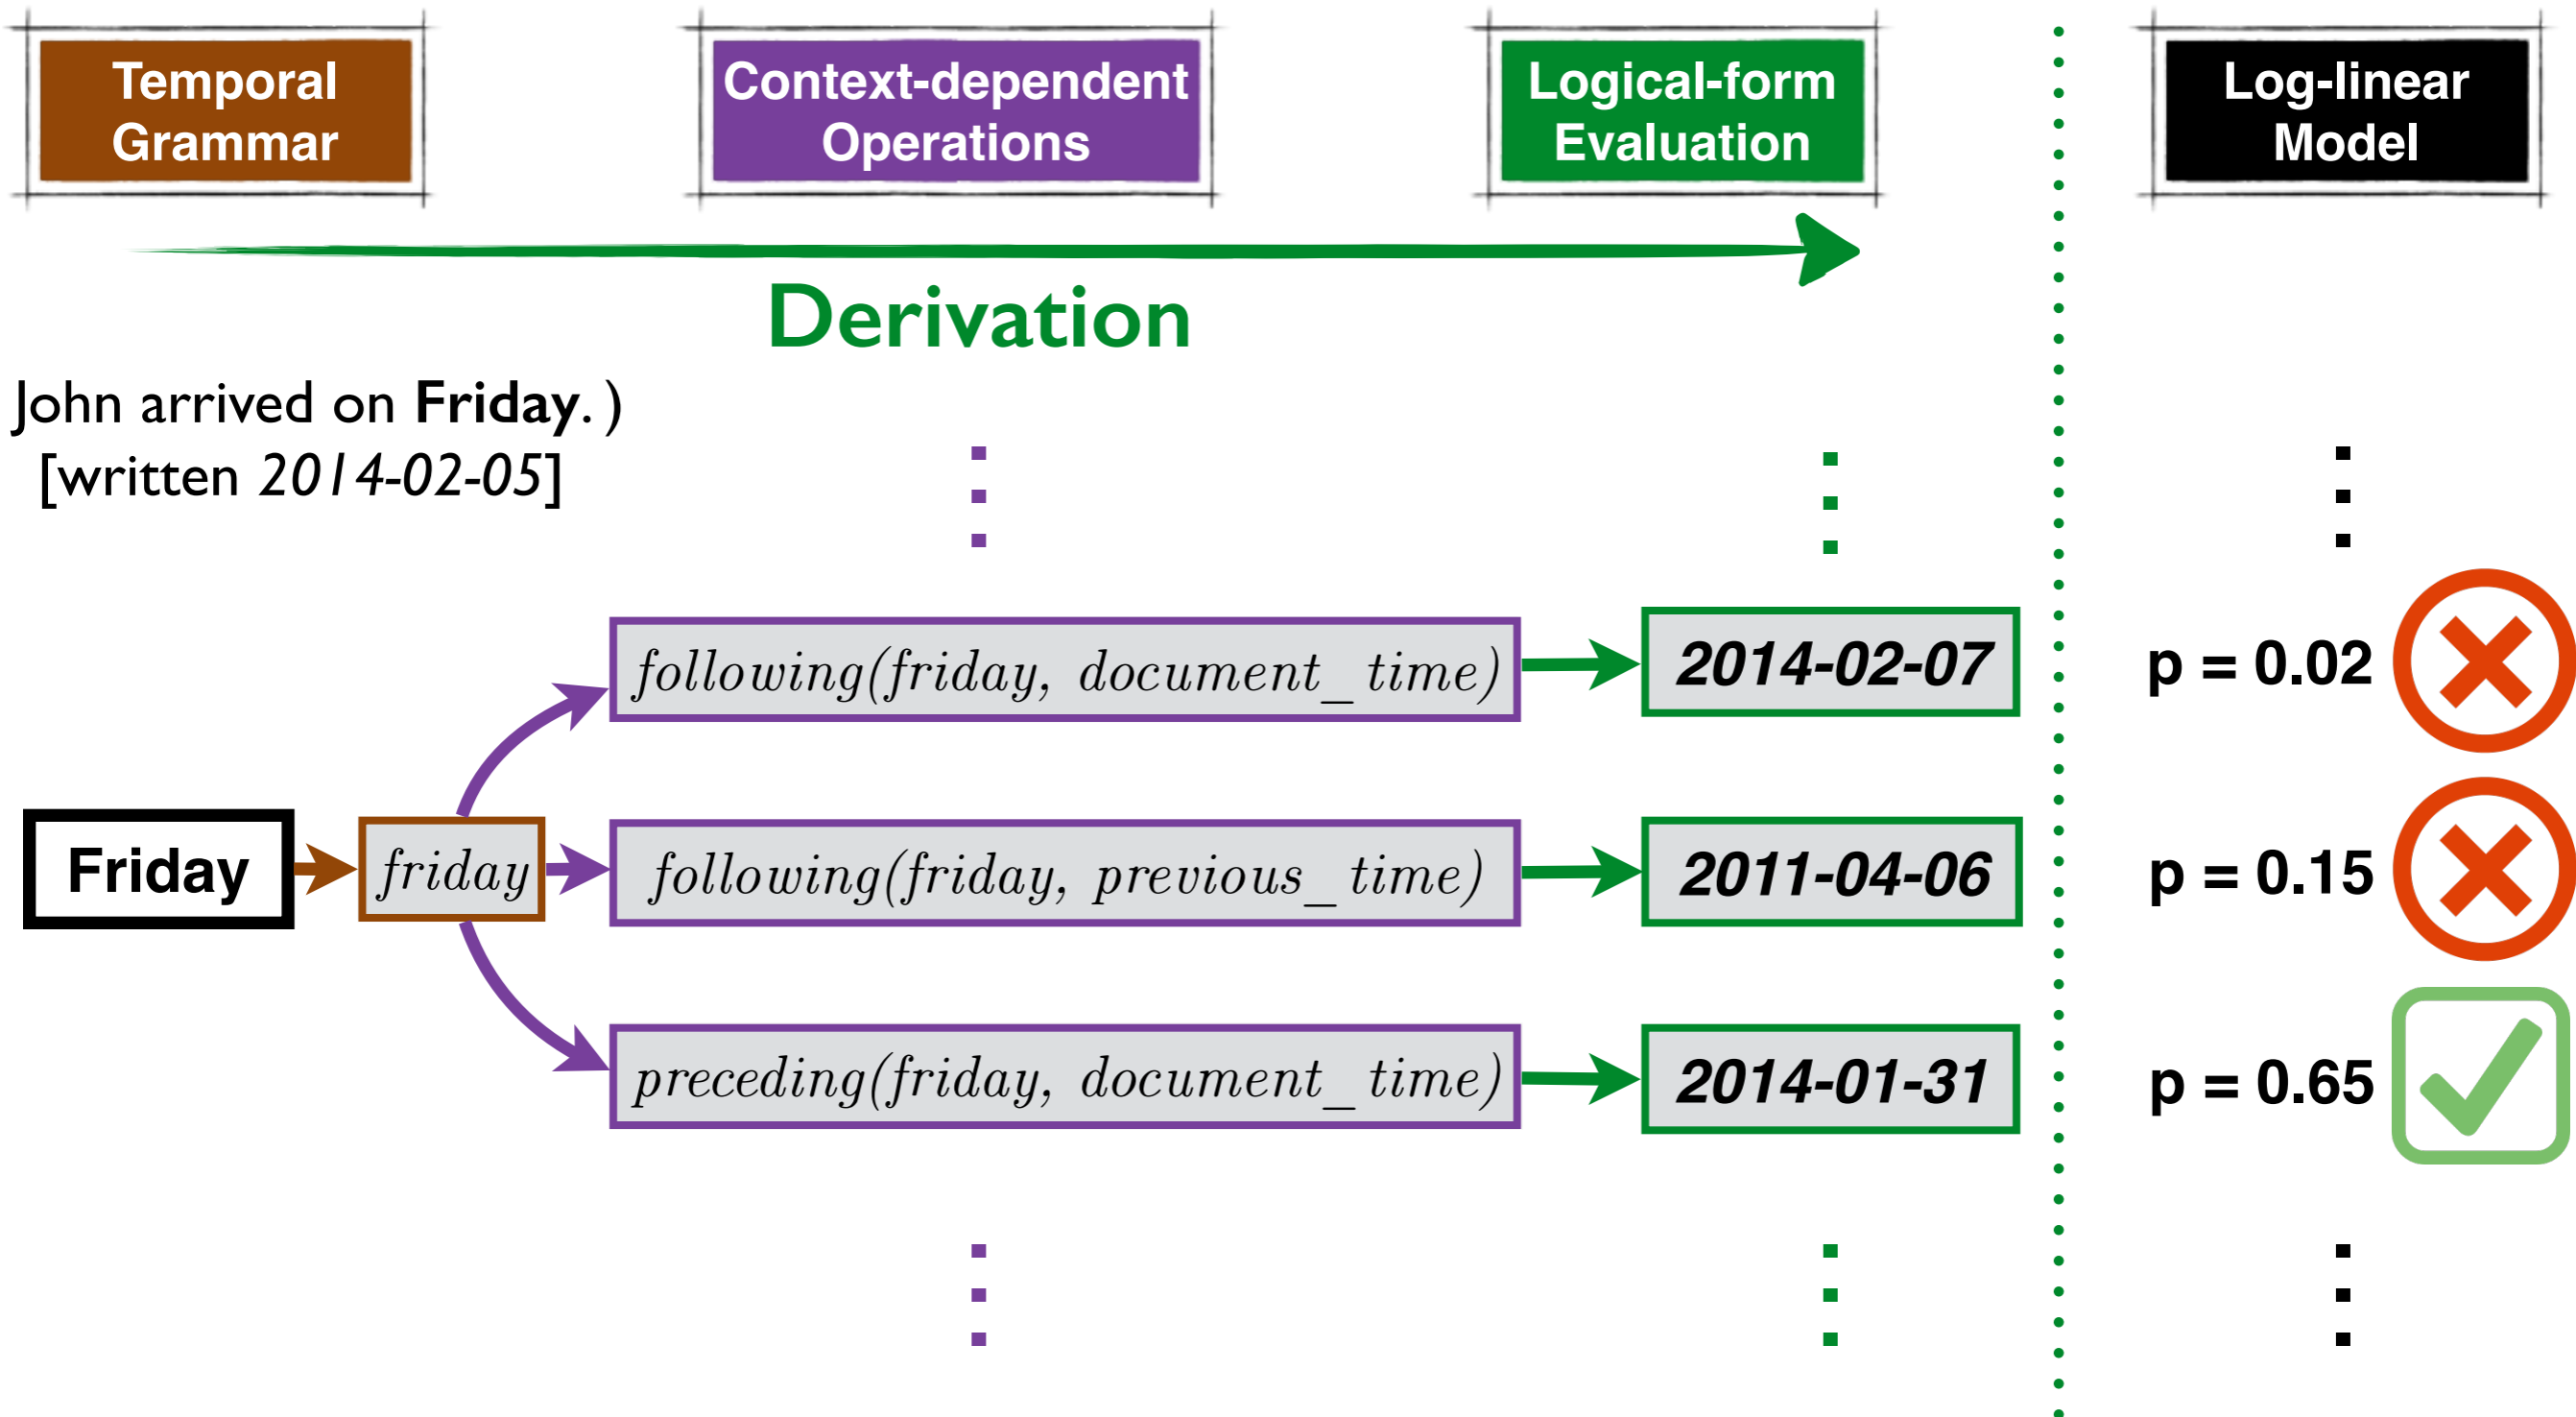 Temporal
Grammar
Context-dependent
Operations
Logical-form
Evaluation
Log-linear
Model
Derivation
John arrived on Friday. )
[written 2014-02-05]
following(friday, document_time)
2014-02-07
p = 0.02
Friday
friday
following(friday, previous_time)
2011-04-06
p = 0.15
preceding(friday, document_time)
2014-01-31
p = 0.65